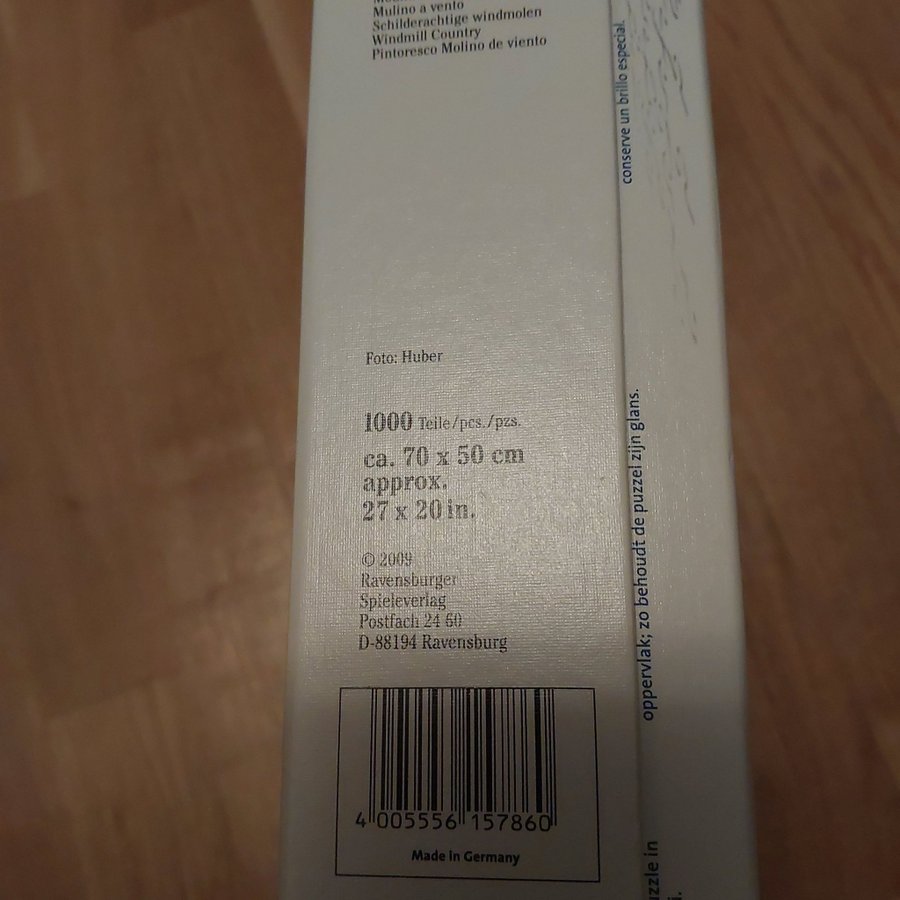 Mulino a vento
Schilderachtige windmolen
Windmill Country
Pintoresco Molino de viento
Foto: Huber
1000 Teile/pcs./pzs.
ca. 70 x 50 cm
approx.
27 x 20 in.
© 2009
Ravensburger
Spieleverlag
Postfach 24 60
D-88194 Ravensburg
4 005556 157860
Made in Germany
conserve un brillo especial.
oppervlak; zo behoudt de puzzel zijn glans.